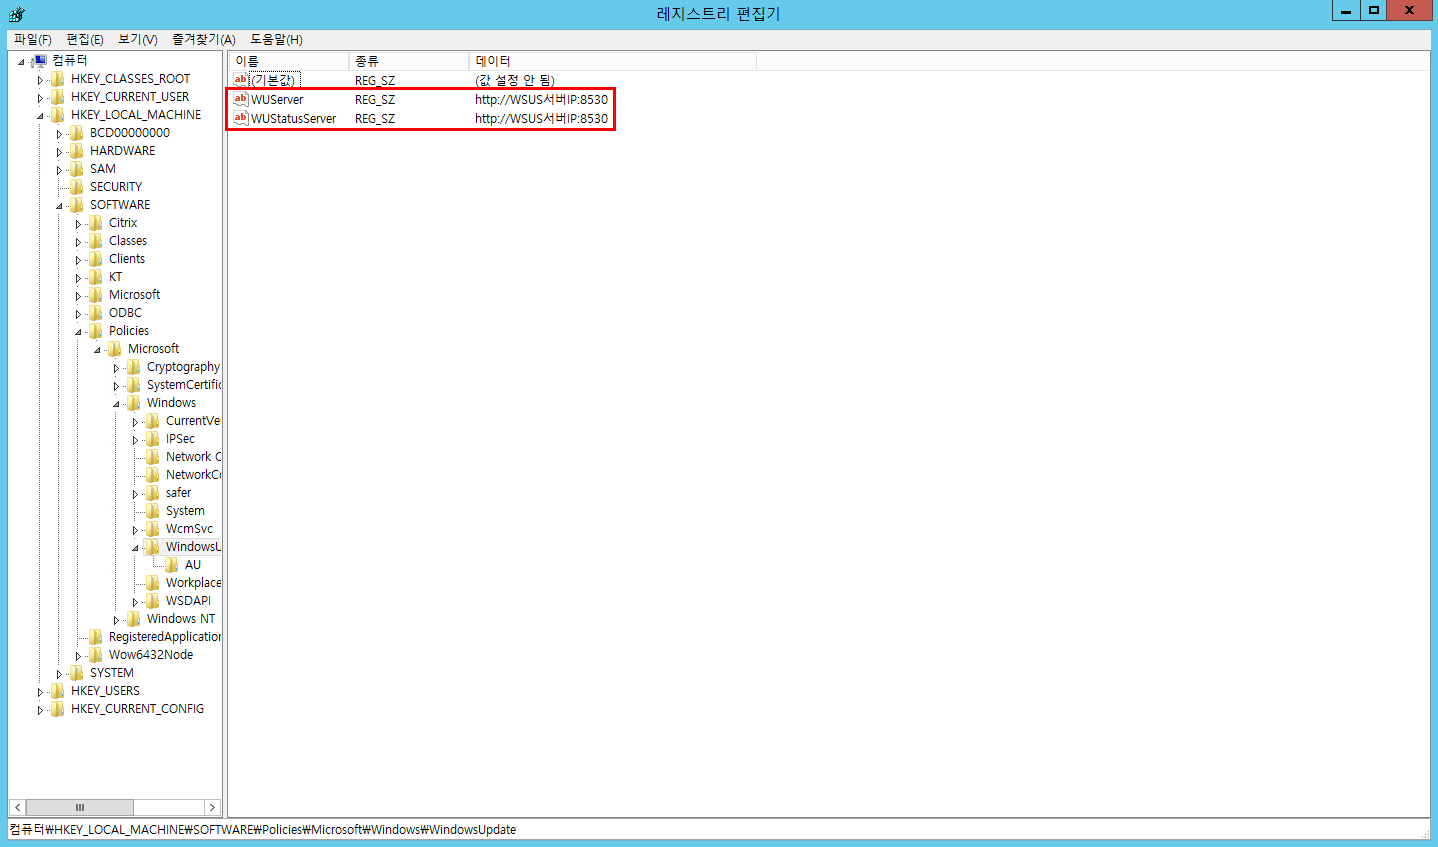 레지스트리 편집기
파일(F) 편집(E) 보기(V) 즐겨찾기(A) 도움말(H)
컴퓨터
HKEY_CLASSES_ROOT
HKEY_CURRENT_USER
HKEY_LOCAL_MACHINE
BCD00000000
HARDWARE
SAM
SECURITY
SOFTWARE
Citrix
Classes
Clients
KT
Microsoft
ODBC
Policies
Microsoft
Cryptography
SystemCertific
Windows
CurrentVer
IPSec
Network C
NetworkCo
safer
System
WcmSvc
WindowsU
AU
Workplace
WSDAPI
Windows NT
RegisteredApplication
Wow6432Node
SYSTEM
HKEY_USERS
HKEY_CURRENT_CONFIG
이름 종류 데이터
(기본값) REG_SZ (값 설정 안 됨)
WUServer REG_SZ http://WSUS서버IP:8530
WUStatusServer REG_SZ http://WSUS서버IP:8530
컴퓨터₩HKEY_LOCAL_MACHINE₩SOFTWARE₩Policies₩Microsoft₩Windows₩WindowsUpdate